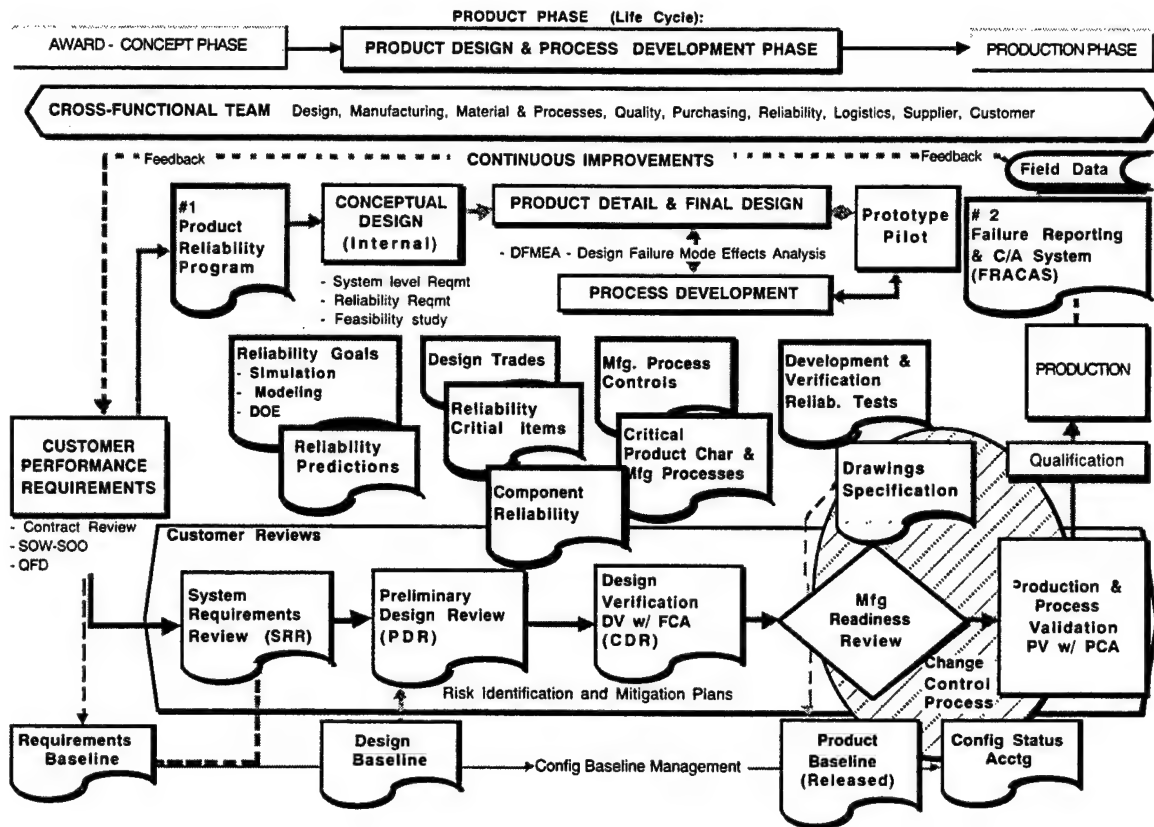 PRODUCT PHASE (Life Cycle):
AWARD - CONCEPT PHASE
PRODUCT DESIGN & PROCESS DEVELOPMENT PHASE
PRODUCTION PHASE
CROSS-FUNCTIONAL TEAM Design, Manufacturing, Material & Processes, Quality, Purchasing, Reliability, Logistics, Supplier, Customer
Feedback
CONTINUOUS IMPROVEMENTS
Feedback
Field Data
#1
Product
Reliability
Program
CONCEPTUAL
DESIGN
(Internal)
- System level Reqmt
- Reliability Reqmt
- Feasibility study
PRODUCT DETAIL & FINAL DESIGN
- DFMEA - Design Failure Mode Effects Analysis
PROCESS DEVELOPMENT
Prototype
Pilot
# 2
Failure Reporting
& C/A System
(FRACAS)
Reliability Goals
- Simulation
- Modeling
- DOE
Reliability
Predictions
Design Trades
Reliability
Critial Items
Component
Reliability
Mfg. Process
Controls
Critical
Product Char &
Mfg Processes
Development &
Verification
Reliab. Tests
Drawings
Specification
PRODUCTION
Qualification
CUSTOMER
PERFORMANCE
REQUIREMENTS
- Contract Review
- SOW-SOO
- QFD
Customer Reviews
System
Requirements
Review (SRR)
Preliminary
Design Review
(PDR)
Design
Verification
DV w/ FCA
(CDR)
Mfg
Readiness
Review
Production &
Process
Validation
PV w/ PCA
Risk Identification and Mitigation Plans
Change
Control
Process
Requirements
Baseline
Design
Baseline
Config Baseline Management
Product
Baseline
(Released)
Config Status
Acctg